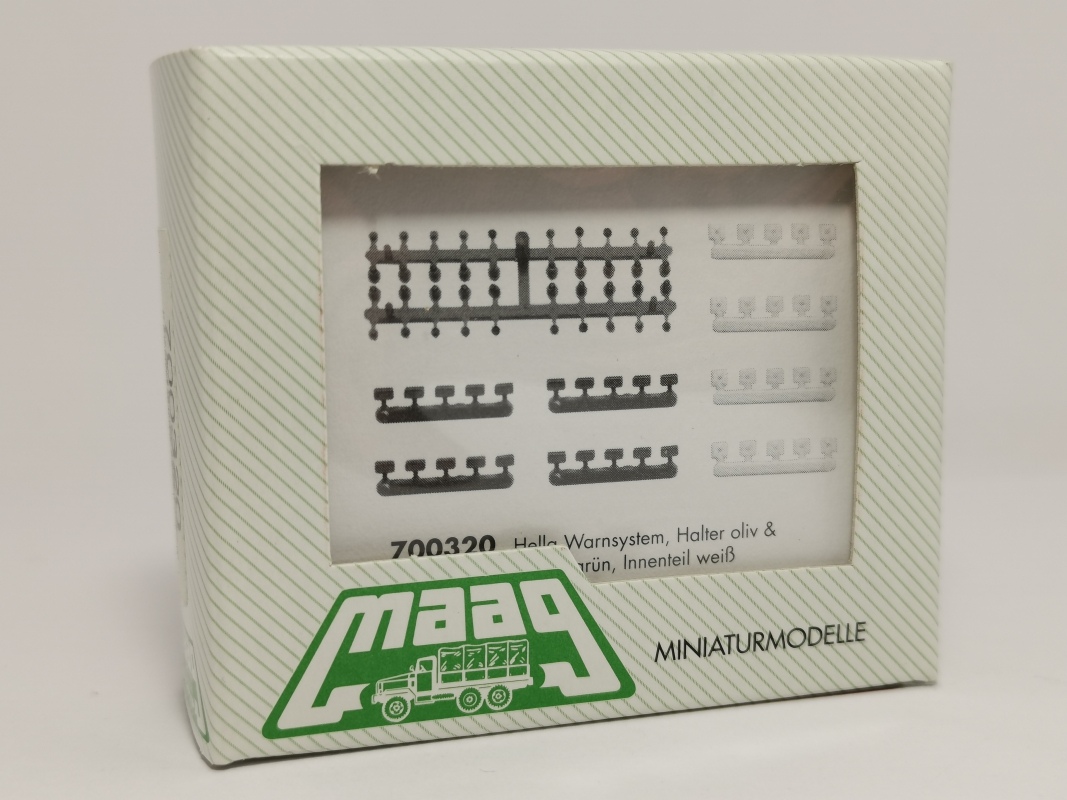 700320 Hella Warnsystem, Halter oliv &
grün, Innenteil weiß
maag
MINIATURMODELLE